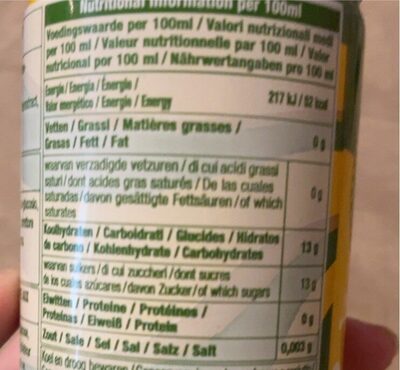 Nutritional information per 100ml
Voedingswaarde per 100ml / Valori nutrizionali medi
per 100 ml / Valeur nutritionnelle par 100 ml / Valor
nutricional por 100 ml / Nährwertangaben pro 100 ml
Energie / Energia / Énergie /
Valor energético / Energie / Energy 217 kJ / 52 kcal
Vetten / Grassi / Matières grasses /
Grasas / Fett / Fat 0 g
waarvan verzadigde vetzuren / di cui acidi grassi
saturi / dont acides gras saturés / De las cuales
saturadas / davon gesättigte Fettsäuren / of which
saturates 0 g
Koolhydraten / Carboidrati / Glucides / Hidratos
de carbono / Kohlenhydrate / Carbohydrates 13 g
waarvan suikers / di cui zuccheri / dont sucres
de los cuales azúcares / davon Zucker / of which sugars 13 g
Eiwitten / Proteine / Protéines /
Proteínas / Eiweiß / Protein 0 g
Zout / Sale / Sel / Sal / Salz / Salt 0,003 g
Koel en droog bewaren